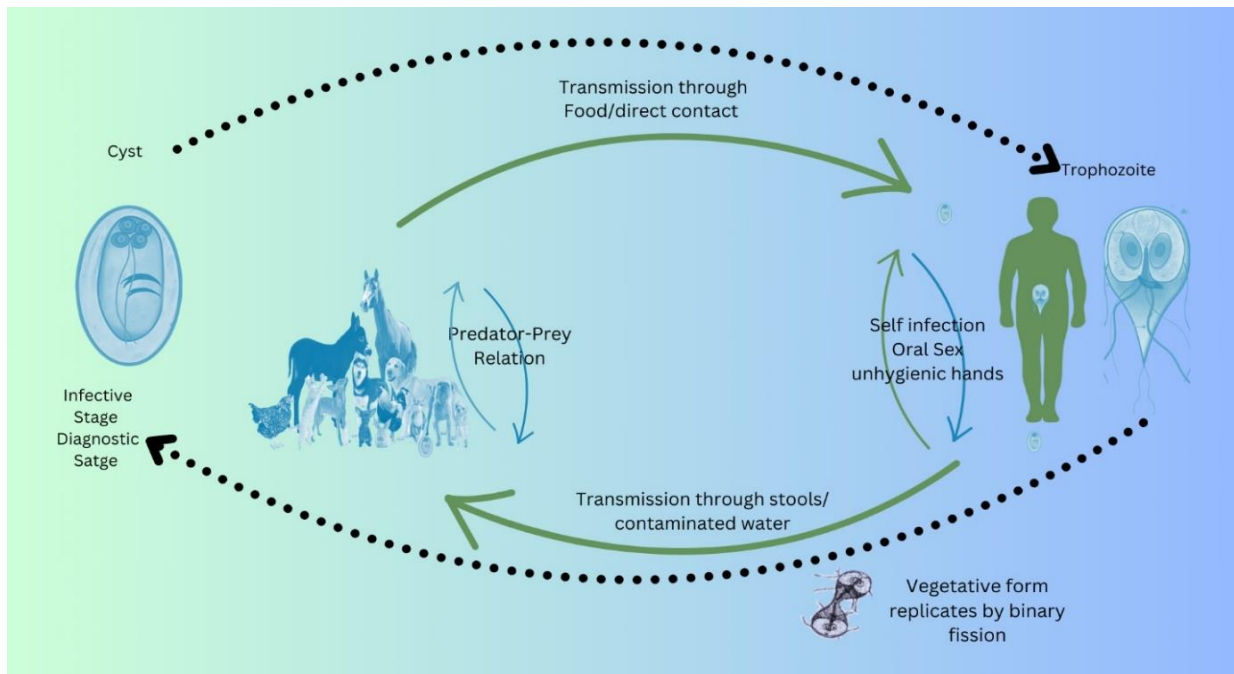 Transmission through
Food/direct contact
Cyst
Trophozoite
Predator-Prey
Relation
Self infection
Oral Sex
unhygienic hands
Infective
Stage
Diagnostic
Satge
Transmission through stools/
contaminated water
Vegetative form
replicates by binary
fission